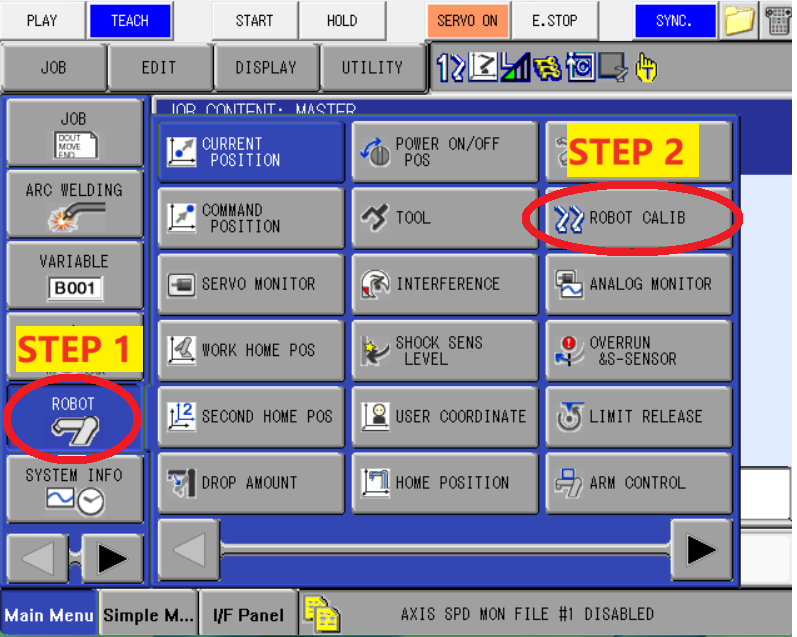 PLAY TEACH START HOLD SERVO ON E.STOP SYNC.
JOB EDIT DISPLAY UTILITY
JOB CONTENT: MASTER
JOB
DOUT
MOVE
END
ARC WELDING
VARIABLE
B001
STEP 1
ROBOT
SYSTEM INFO
CURRENT
POSITION
POWER ON/OFF
POS
STEP 2
COMMAND
POSITION
TOOL
ROBOT CALIB
SERVO MONITOR
INTERFERENCE
ANALOG MONITOR
WORK HOME POS
SHOCK SENS
LEVEL
OVERRUN
&S-SENSOR
2
SECOND HOME POS
USER COORDINATE
LIMIT RELEASE
DROP AMOUNT
HOME POSITION
ARM CONTROL
Main Menu Simple M... I/F Panel AXIS SPD MON FILE #1 DISABLED